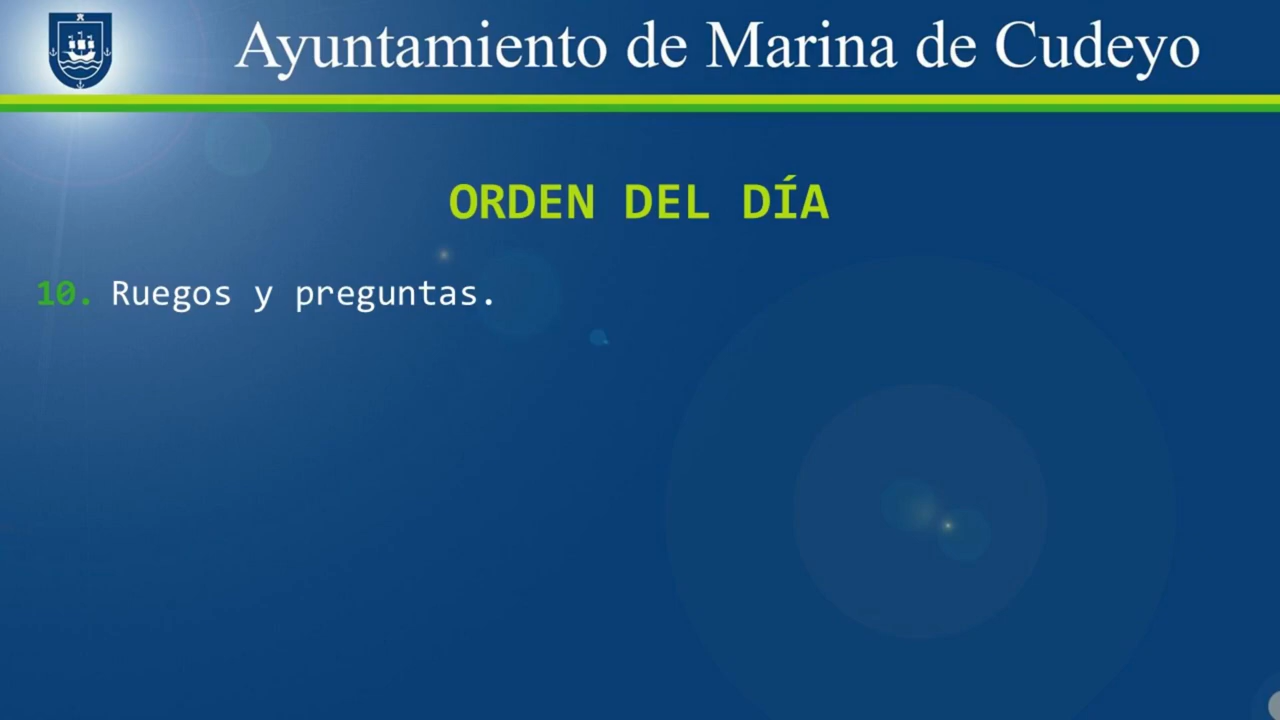 Ayuntamiento de Marina de Cudeyo
ORDEN DEL DÍA
10. Ruegos y preguntas.